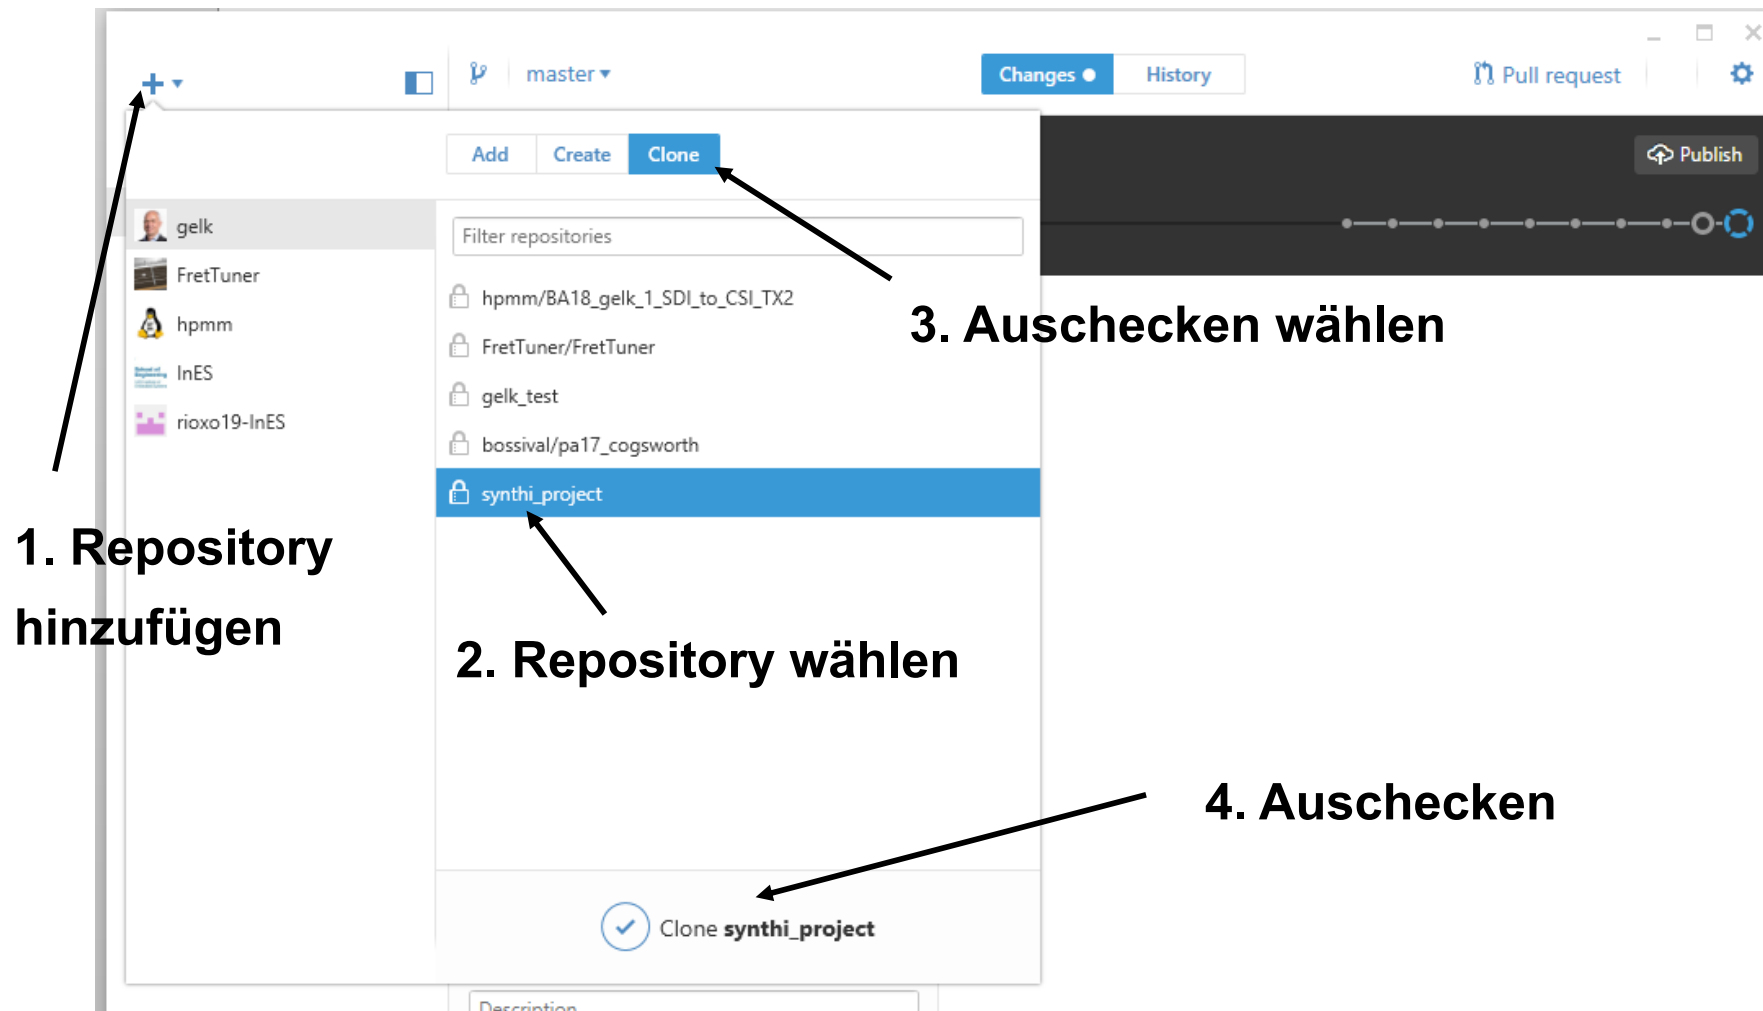 master
Changes
History
Pull request
Add
Create
Clone
Publish
gelk
FretTuner
hpmm
InES
rioxo19-InES
Filter repositories
hpmm/BA18_gelk_1_SDI_to_CSI_TX2
FretTuner/FretTuner
gelk_test
bossival/pa17_cogsworth
synthi_project
3. Auschecken wählen
1. Repository
hinzufügen
2. Repository wählen
4. Auschecken
Clone synthi_project
Description